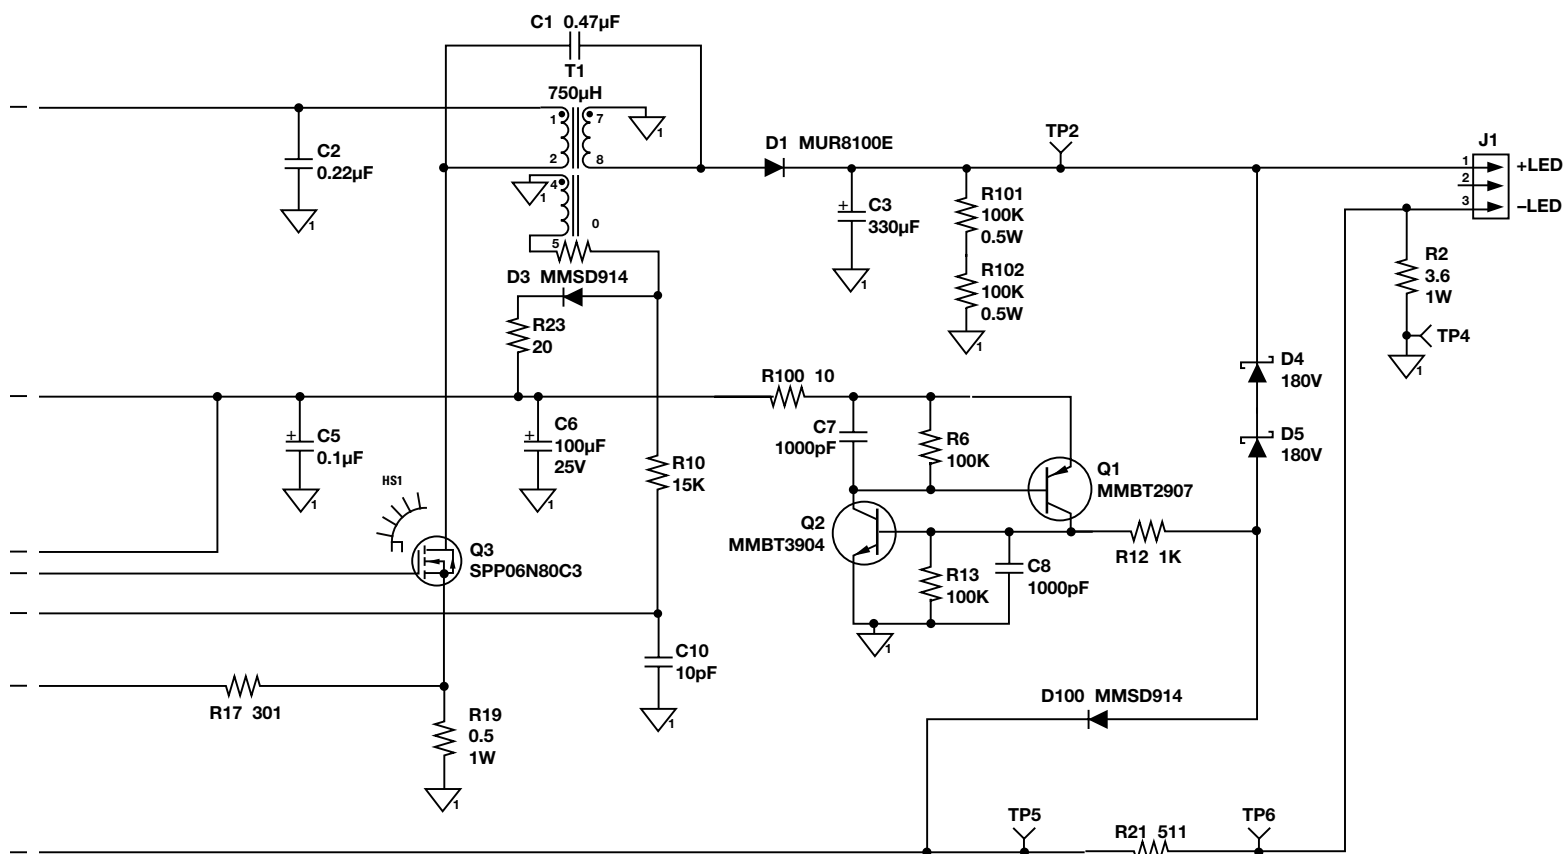 C1 0.47µF
T1
750µH
1
7
1
2
8
4
1
0
5
C2
0.22µF
1
D1 MUR8100E
TP2
J1
1
+LED
2
3
–LED
C3
330µF
1
R101
100K
0.5W
R102
100K
0.5W
1
R2
3.6
1W
TP4
1
D3 MMSD914
R23
20
R100 10
D4
180V
D5
180V
C5
0.1µF
1
C6
100µF
25V
1
R10
15K
C7
1000pF
R6
100K
Q1
MMBT2907
HS1
Q3
SPP06N80C3
Q2
MMBT3904
R12 1K
R13
100K
C8
1000pF
1
C10
10pF
1
R17 301
R19
0.5
1W
1
D100 MMSD914
TP5
R21 511
TP6